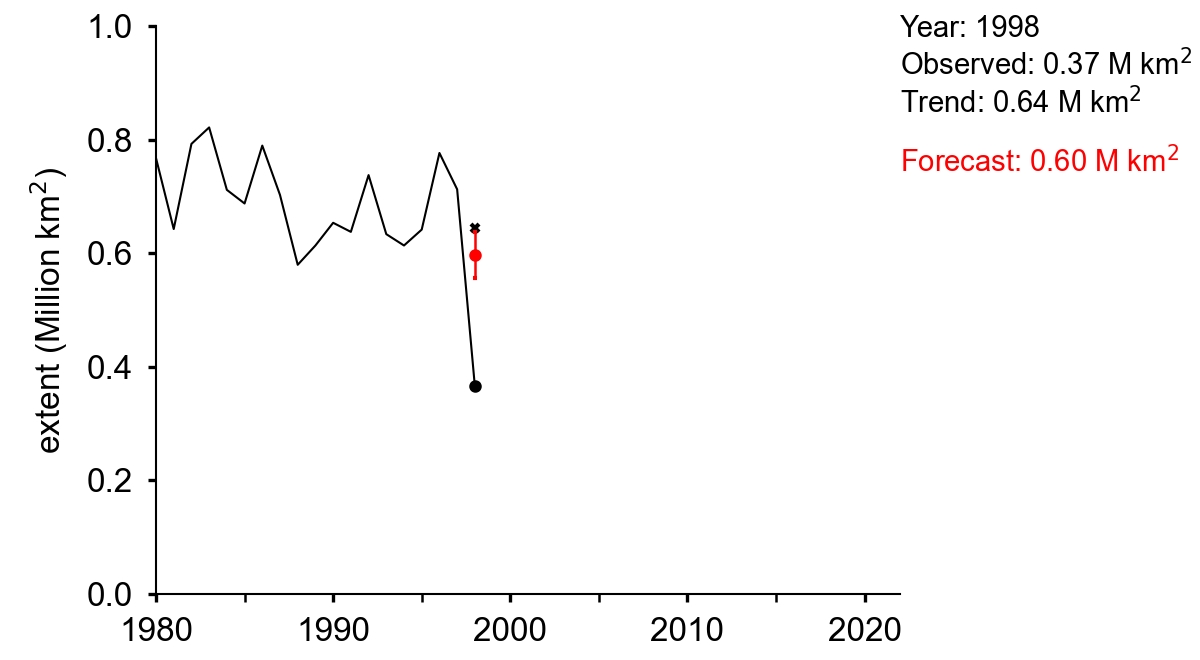 1.0
0.8
0.6
0.4
0.2
0.0
extent (Million km²)
1980 1990 2000 2010 2020
Year: 1998
Observed: 0.37 M km²
Trend: 0.64 M km²
Forecast: 0.60 M km²